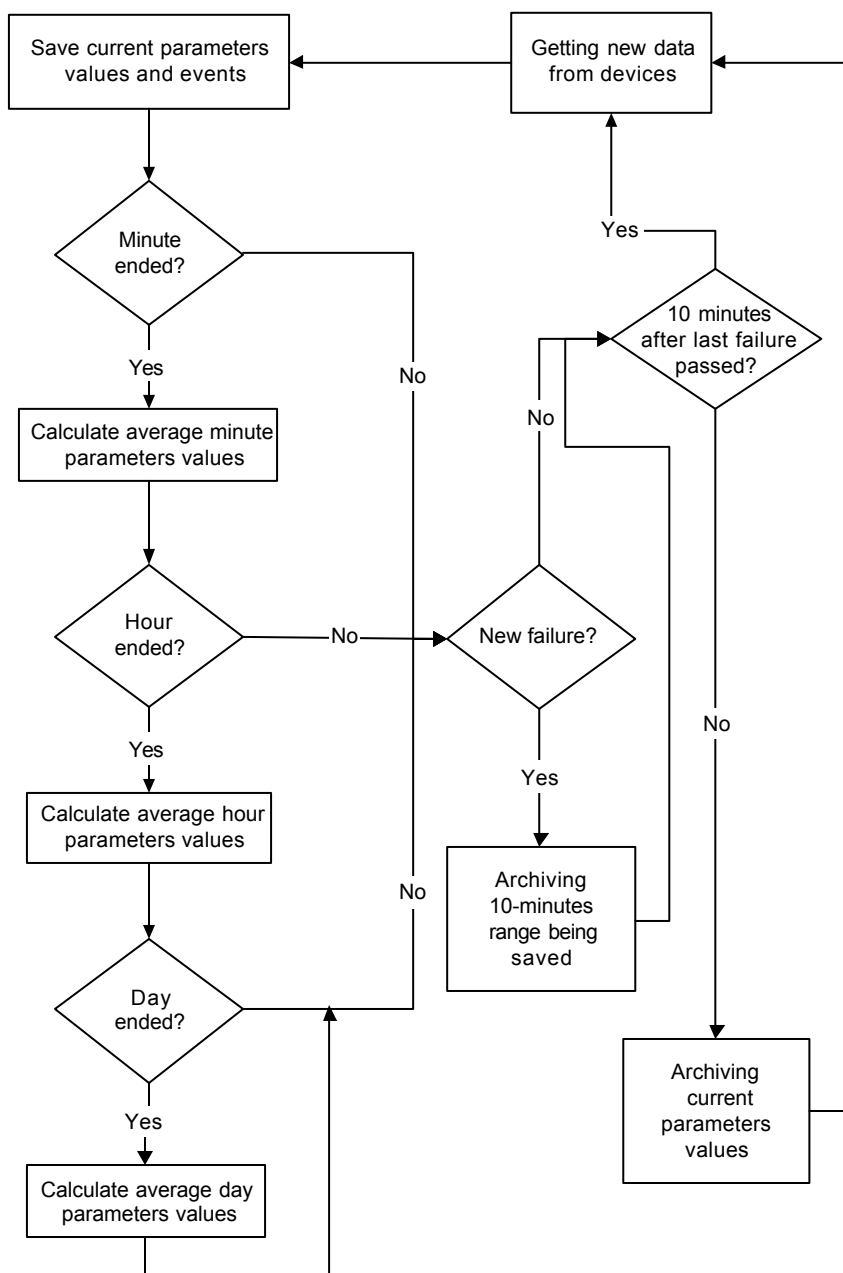 Save current parameters
values and events
Getting new data
from devices
Minute
ended?
Yes
No
Yes
10 minutes
after last failure
passed?
Calculate average minute
parameters values
No
Hour
ended?
No
New failure?
Yes
Yes
No
Calculate average hour
parameters values
Archiving
10-minutes
range being
saved
No
Day
ended?
Yes
Archiving
current
parameters
values
Calculate average day
parameters values